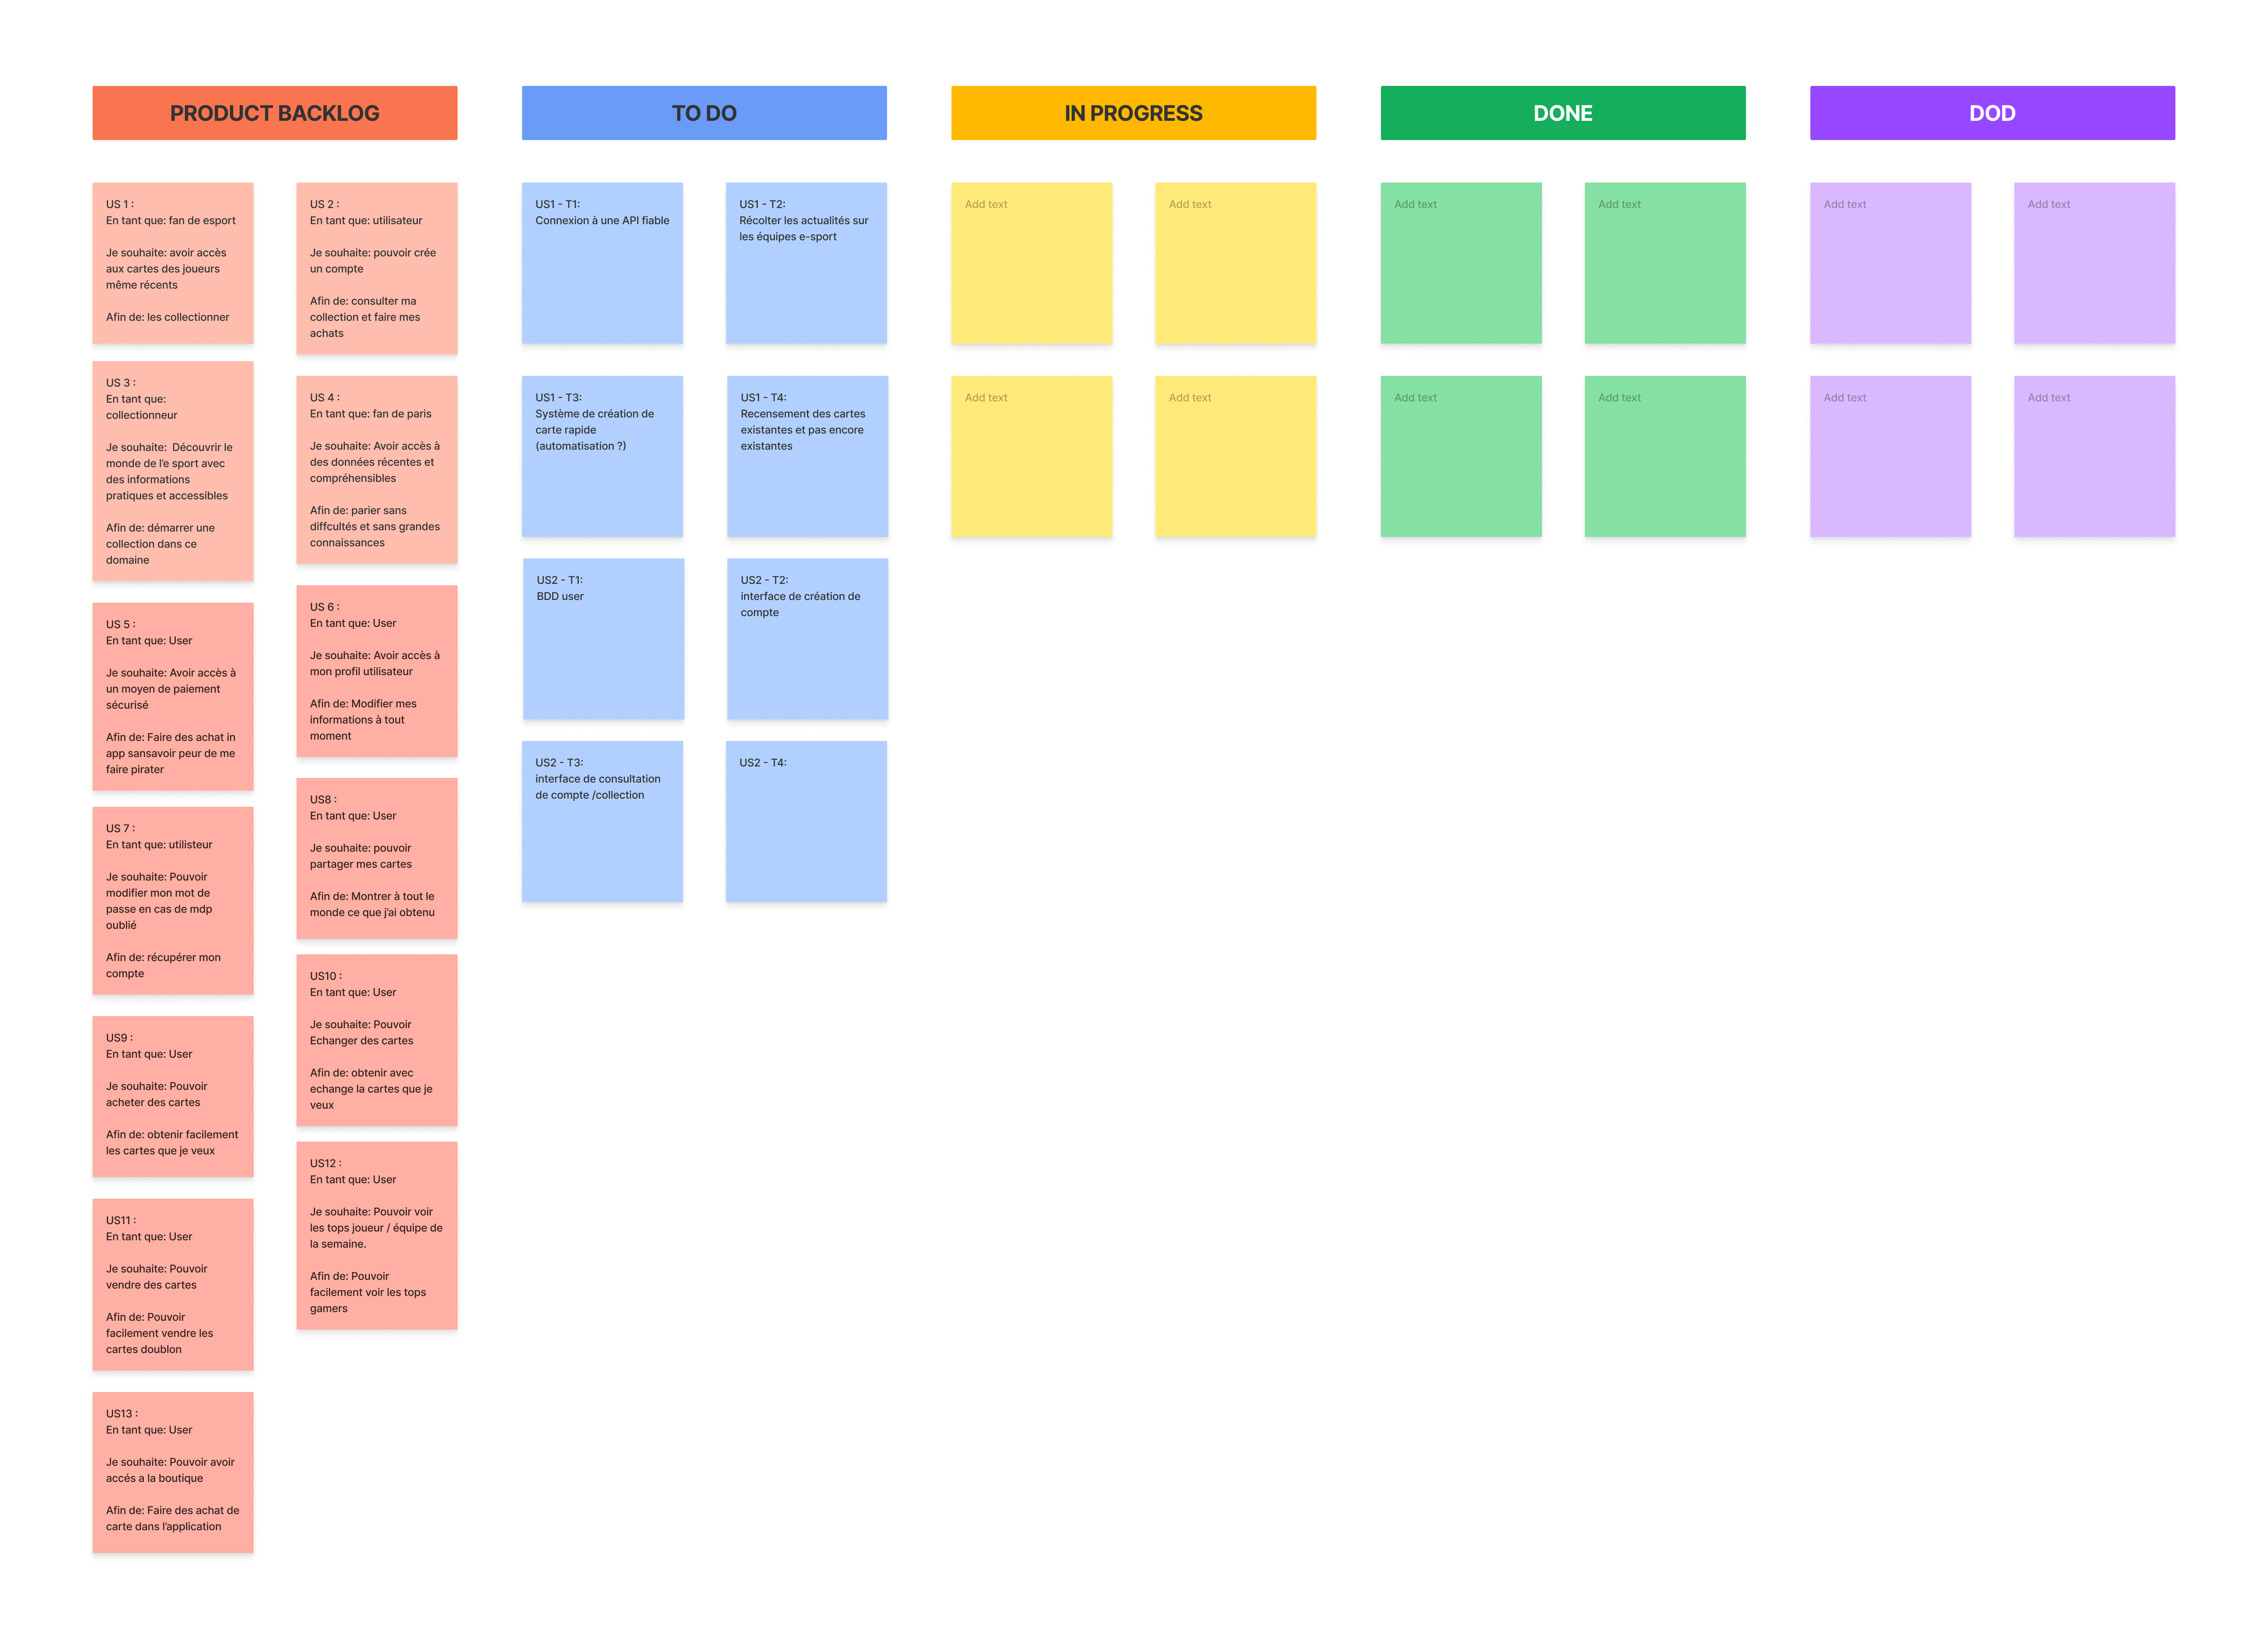 PRODUCT BACKLOG
US 1 :
En tant que: fan de esport
Je souhaite: avoir accès
aux cartes des joueurs
même récents
Afin de: les collectionner
US 2 :
En tant que: utilisateur
Je souhaite: pouvoir crée
un compte
Afin de: consulter ma
collection et faire mes
achats
US 3 :
En tant que:
collectionneur
Je souhaite:  Découvrir le
monde de l'e sport avec
des informations
pratiques et accessibles
Afin de: démarrer une
collection dans ce
domaine
US 4 :
En tant que: fan de paris
Je souhaite: Avoir accès à
des données récentes et
compréhensibles
Afin de: parier sans
diffcultés et sans grandes
connaissances
US 5 :
En tant que: User
Je souhaite: Avoir accès à
un moyen de paiement
sécurisé
Afin de: Faire des achat in
app sansavoir peur de me
faire pirater
US 6 :
En tant que: User
Je souhaite: Avoir accès à
mon profil utilisateur
Afin de: Modifier mes
informations à tout
moment
US 7 :
En tant que: utilisteur
Je souhaite: Pouvoir
modifier mon mot de
passe en cas de mdp
oublié
Afin de: récupérer mon
compte
US8 :
En tant que: User
Je souhaite: pouvoir
partager mes cartes
Afin de: Montrer à tout le
monde ce que j'ai obtenu
US9 :
En tant que: User
Je souhaite: Pouvoir
acheter des cartes
Afin de: obtenir facilement
les cartes que je veux
US10 :
En tant que: User
Je souhaite: Pouvoir
Echanger des cartes
Afin de: obtenir avec
echange la cartes que je
veux
US11 :
En tant que: User
Je souhaite: Pouvoir
vendre des cartes
Afin de: Pouvoir
facilement vendre les
cartes doublon
US12 :
En tant que: User
Je souhaite: Pouvoir voir
les tops joueur / équipe de
la semaine.
Afin de: Pouvoir
facilement voir les tops
gamers
US13 :
En tant que: User
Je souhaite: Pouvoir avoir
accés a la boutique
Afin de: Faire des achat de
carte dans l'application
TO DO
US1 - T1:
Connexion à une API fiable
US1 - T2:
Récolter les actualités sur
les équipes e-sport
US1 - T3:
Système de création de
carte rapide
(automatisation ?)
US1 - T4:
Recensement des cartes
existantes et pas encore
existantes
US2 - T1:
BDD user
US2 - T2:
interface de création de
compte
US2 - T3:
interface de consultation
de compte /collection
US2 - T4:
IN PROGRESS
Add text
Add text
Add text
Add text
DONE
Add text
Add text
Add text
Add text
DOD
Add text
Add text
Add text
Add text